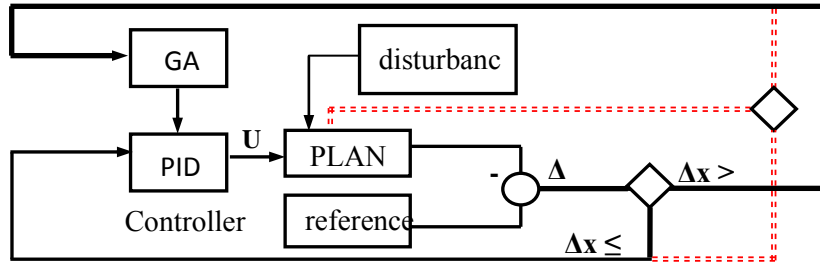 GA
disturbanc
U
PLAN
PID
-
Δ
Δx >
Controller
reference
Δx ≤